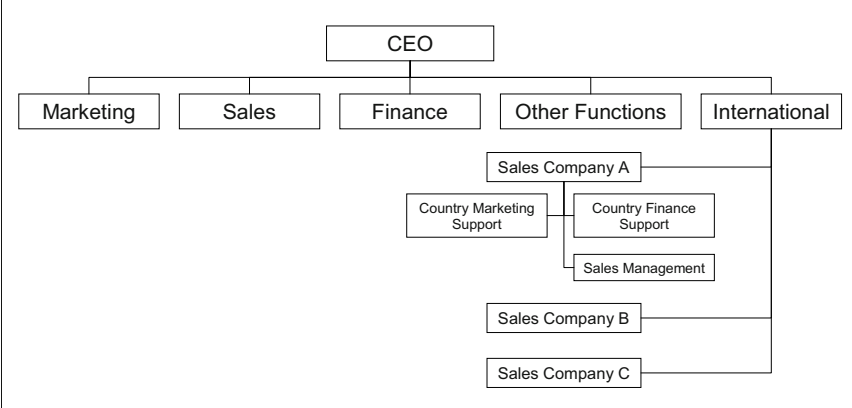 CEO
Marketing
Sales
Finance
Other Functions
International
Sales Company A
Country Marketing
Support
Country Finance
Support
Sales Management
Sales Company B
Sales Company C